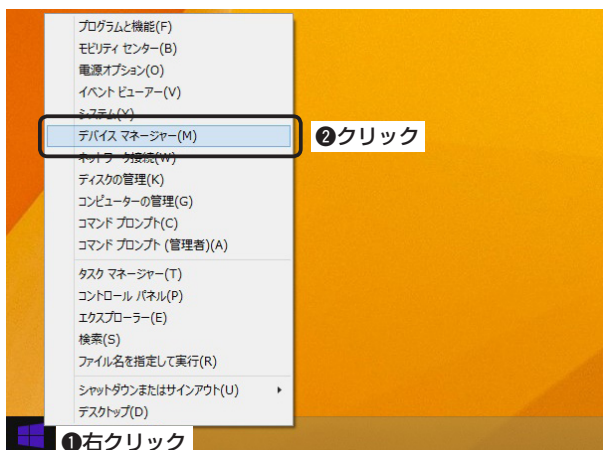 プログラムと機能(F)
モビリティ センター(B)
電源オプション(O)
イベント ビューアー(V)
システム(Y)
デバイス マネージャー(M)
❷クリック
ネットワーク接続(W)
ディスクの管理(K)
コンピューターの管理(G)
コマンド プロンプト(C)
コマンド プロンプト (管理者)(A)
タスク マネージャー(T)
コントロール パネル(P)
エクスプローラー(E)
検索(S)
ファイル名を指定して実行(R)
シャットダウンまたはサインアウト(U)
デスクトップ(D)
❶右クリック